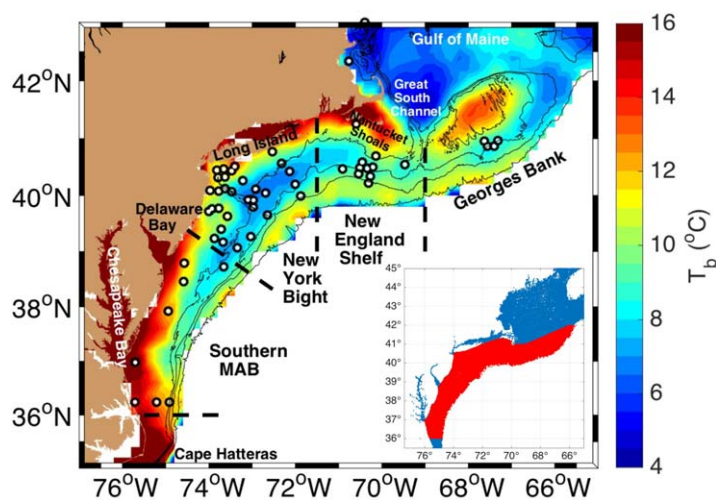 42°N
40°N
38°N
36°N
76°W 74°W 72°W 70°W 68°W 66°W
Gulf of Maine
Great
South
Channel
Nantucket
Shoals
Long Island
Georges Bank
Delaware
Bay
New
England
Shelf
New
York
Bight
Chesapeake Bay
Southern
MAB
Cape Hatteras
45°
44°
43°
42°
41°
40°
39°
38°
37°
36°
76° 74° 72° 70° 68° 66°
16
14
12
10
8
6
4
T_b (°C)